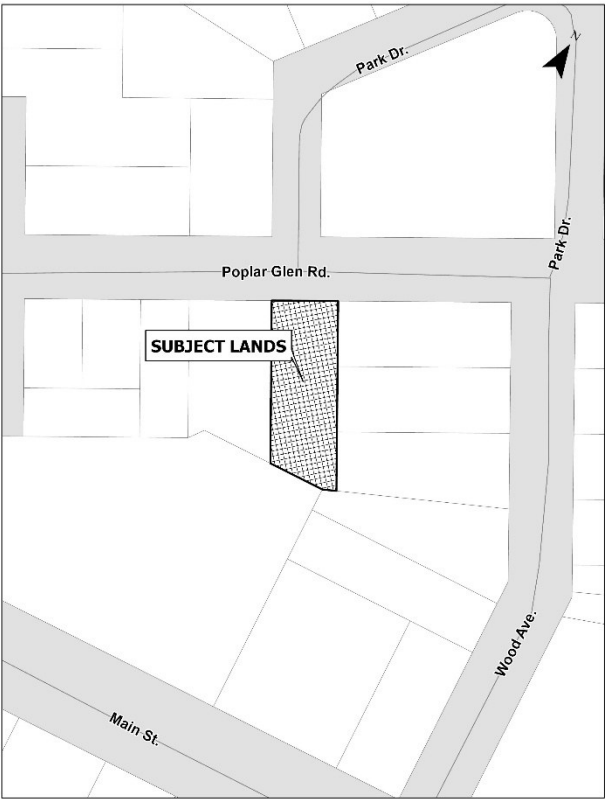 Park Dr.
N
Park Dr.
Poplar Glen Rd.
SUBJECT LANDS
Wood Ave.
Main St.